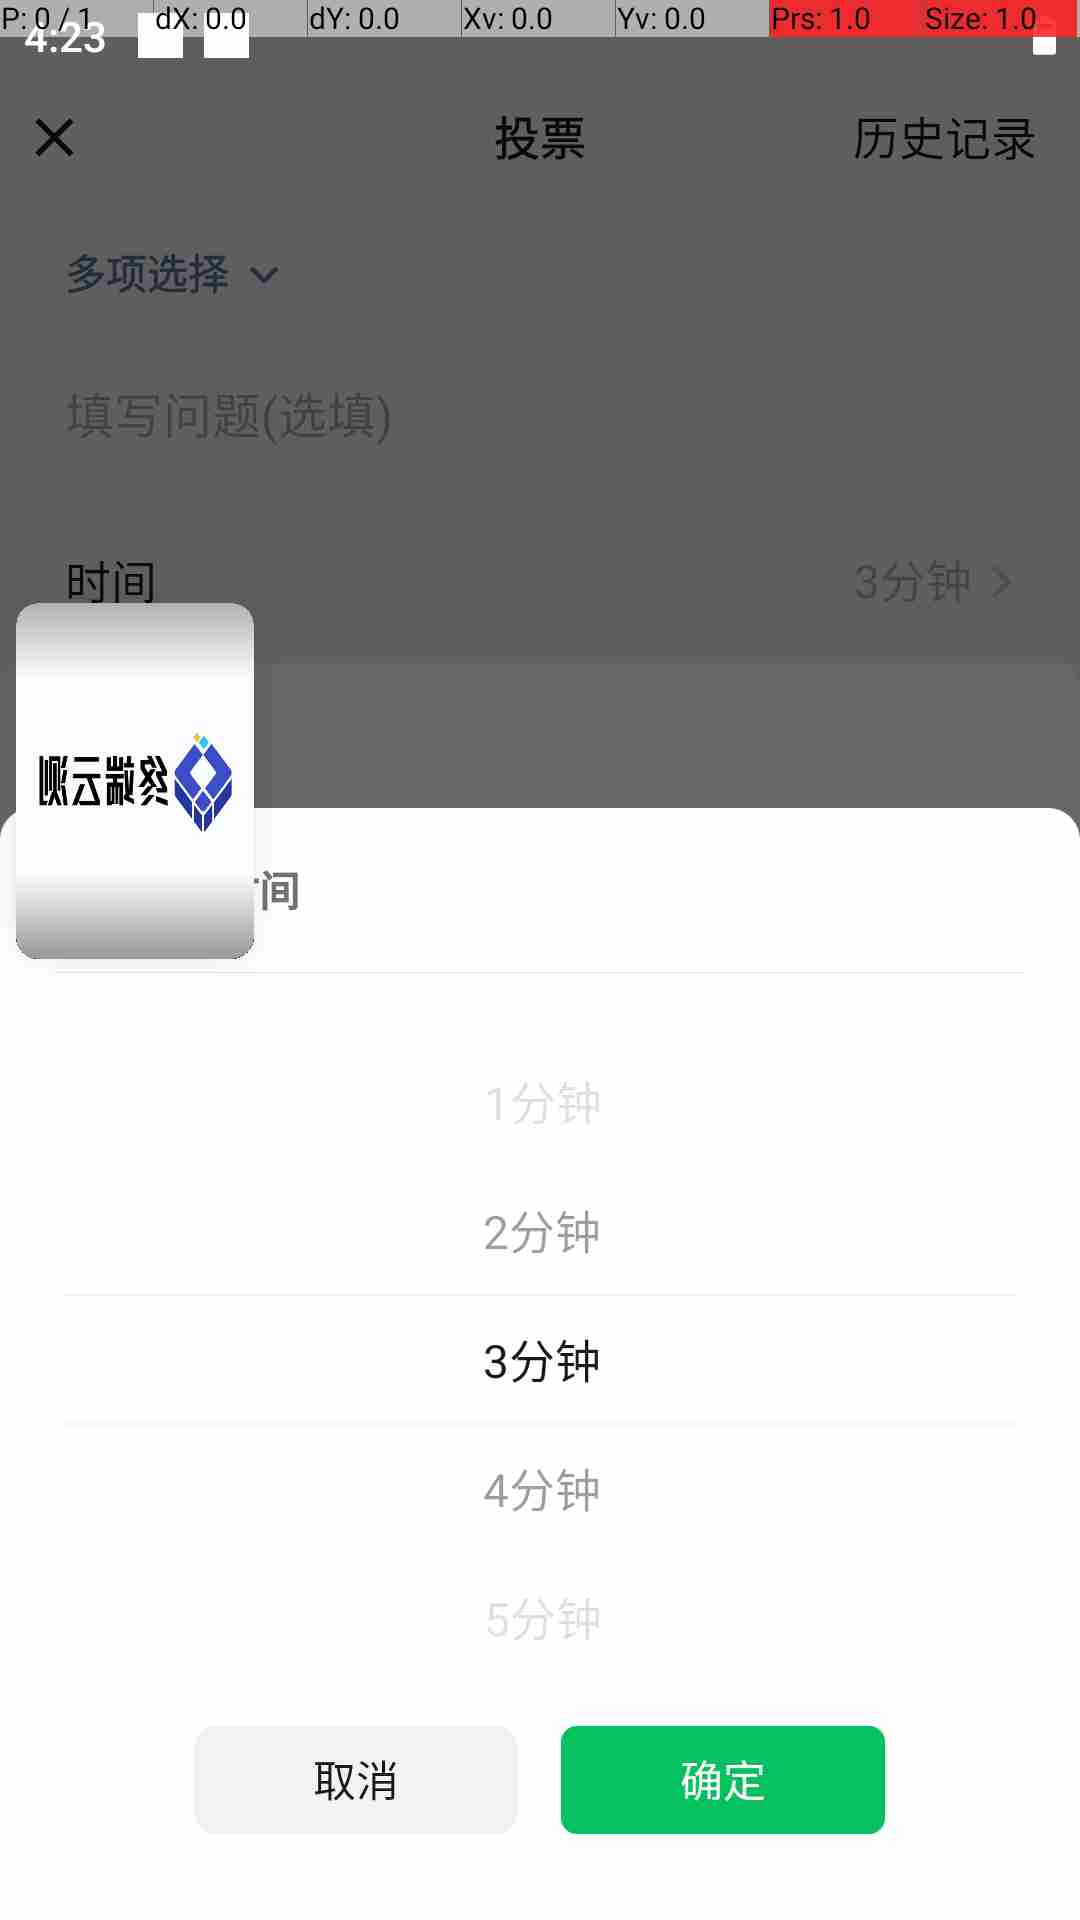 P: 0 / 1 dX: 0.0 dY: 0.0 Xv: 0.0 Yv: 0.0 Prs: 1.0 Size: 1.0
4:23
投票 历史记录
多项选择
填写问题(选填)
时间 3分钟
间
1分钟
2分钟
3分钟
4分钟
5分钟
取消 确定